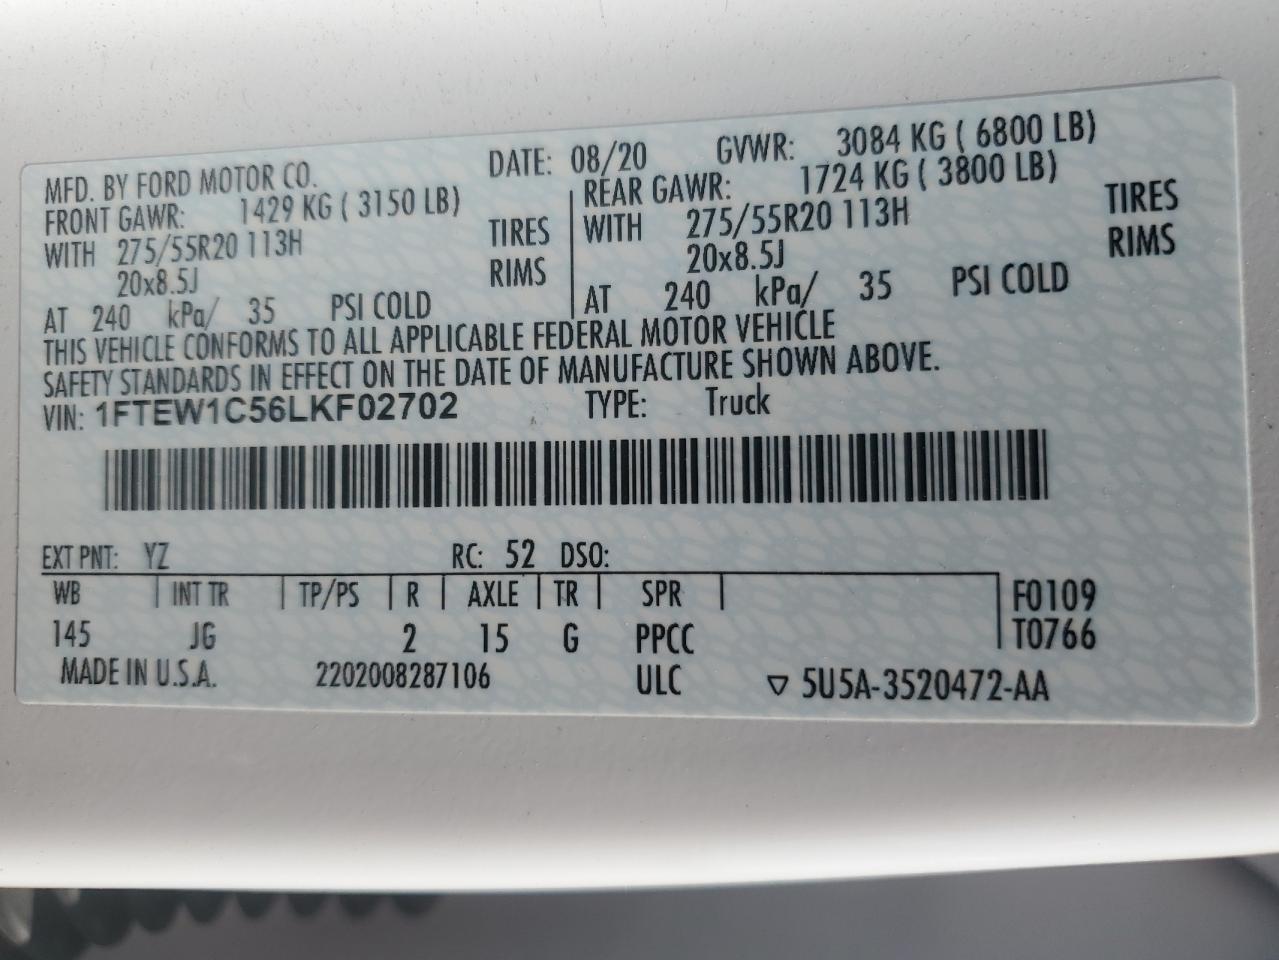 MFD. BY FORD MOTOR CO. DATE: 08/20 GVWR: 3084 KG ( 6800 LB)
FRONT GAWR: 1429 KG ( 3150 LB) REAR GAWR: 1724 KG ( 3800 LB)
WITH 275/55R20 113H TIRES WITH 275/55R20 113H TIRES
20x8.5J RIMS 20x8.5J RIMS
AT 240 kPa/ 35 PSI COLD AT 240 kPa/ 35 PSI COLD
THIS VEHICLE CONFORMS TO ALL APPLICABLE FEDERAL MOTOR VEHICLE
SAFETY STANDARDS IN EFFECT ON THE DATE OF MANUFACTURE SHOWN ABOVE.
VIN: 1FTEW1C56LKF02702 TYPE: Truck
EXT PNT: YZ RC: 52 DSO:
WB INT TR TP/PS R AXLE TR SPR F0109
145 JG 2 15 G PPCC T0766
MADE IN U.S.A. 2202008287106 ULC ▽ 5U5A-3520472-AA